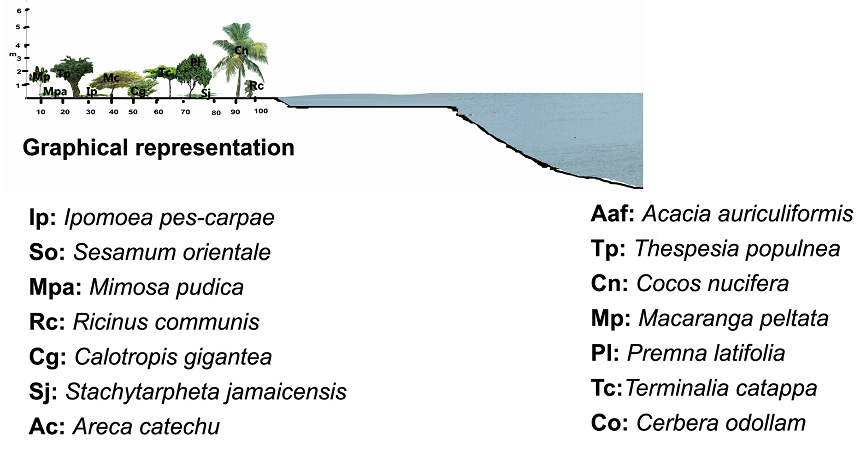 6
5
4
m
3
2
1
Mp Tp Mc Tc Pl Cn
Mpa Ip Cg Sj Rc
10 20 30 40 50 60 70 80 90 100
Graphical representation
Ip: Ipomoea pes-carpae
So: Sesamum orientale
Mpa: Mimosa pudica
Rc: Ricinus communis
Cg: Calotropis gigantea
Sj: Stachytarpheta jamaicensis
Ac: Areca catechu
Aaf: Acacia auriculiformis
Tp: Thespesia populnea
Cn: Cocos nucifera
Mp: Macaranga peltata
Pl: Premna latifolia
Tc:Terminalia catappa
Co: Cerbera odollam